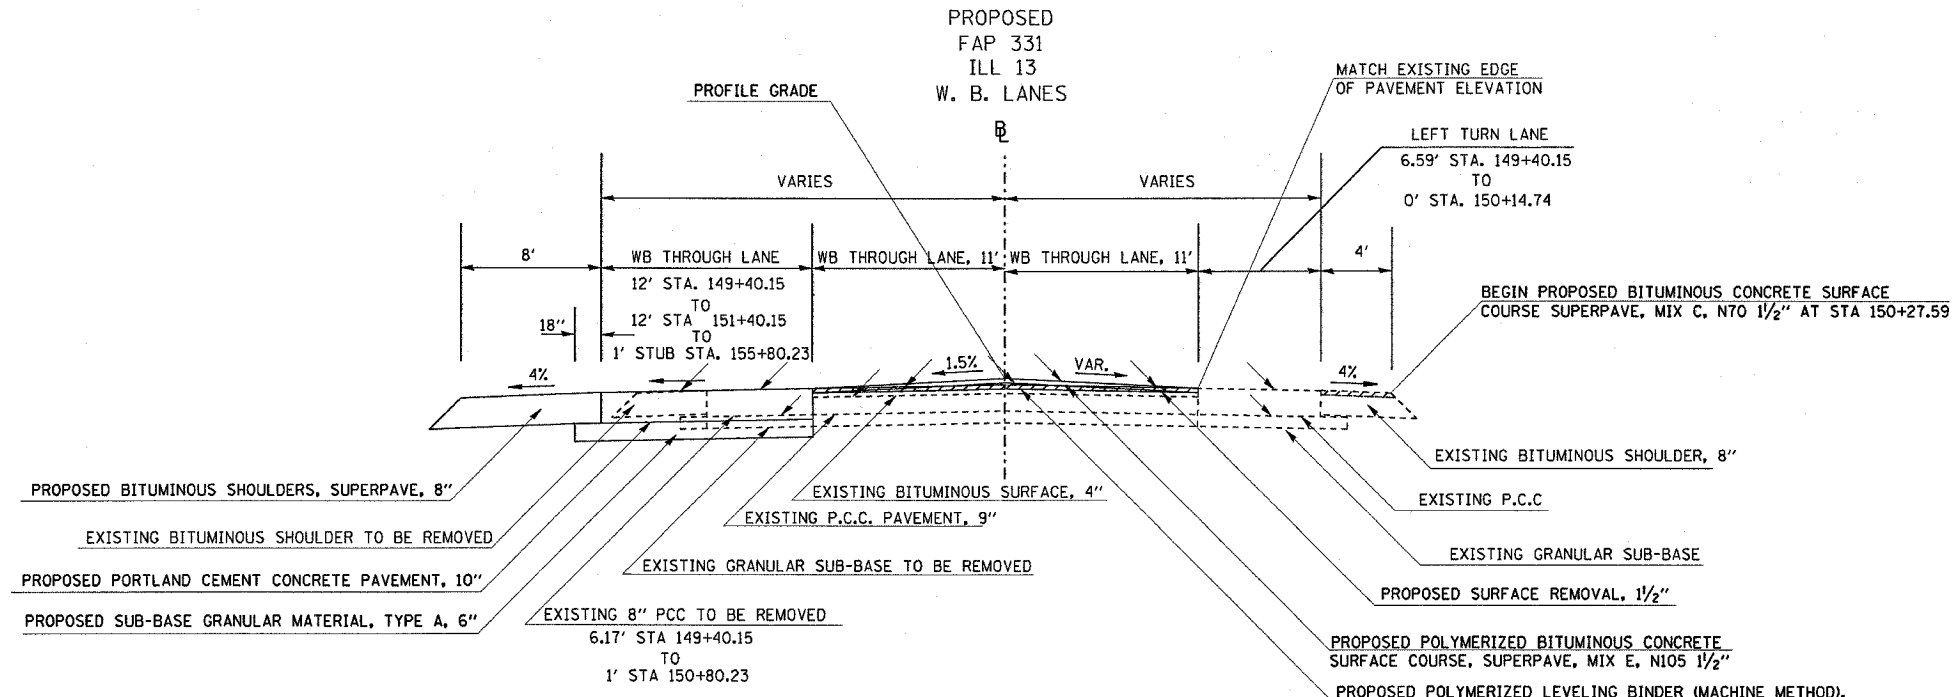 PROPOSED
FAP 331
ILL 13
W. B. LANES
PROFILE GRADE
MATCH EXISTING EDGE
OF PAVEMENT ELEVATION
LEFT TURN LANE
6.59' STA. 149+40.15
TO
0' STA. 150+14.74
VARIES
VARIES
8'
WB THROUGH LANE
12' STA. 149+40.15
TO
12' STA 151+40.15
TO
1' STUB STA. 155+80.23
WB THROUGH LANE, 11'
WB THROUGH LANE, 11'
4'
18"
BEGIN PROPOSED BITUMINOUS CONCRETE SURFACE
COURSE SUPERPAVE, MIX C, N70 1½" AT STA 150+27.59
4%
1.5%
VAR.
4%
PROPOSED BITUMINOUS SHOULDERS, SUPERPAVE, 8"
EXISTING BITUMINOUS SHOULDER TO BE REMOVED
PROPOSED PORTLAND CEMENT CONCRETE PAVEMENT, 10"
PROPOSED SUB-BASE GRANULAR MATERIAL, TYPE A, 6"
EXISTING BITUMINOUS SURFACE, 4"
EXISTING P.C.C. PAVEMENT, 9"
EXISTING GRANULAR SUB-BASE TO BE REMOVED
EXISTING 8" PCC TO BE REMOVED
6.17' STA 149+40.15
TO
1' STA 150+80.23
EXISTING BITUMINOUS SHOULDER, 8"
EXISTING P.C.C
EXISTING GRANULAR SUB-BASE
PROPOSED SURFACE REMOVAL, 1½"
PROPOSED POLYMERIZED BITUMINOUS CONCRETE
SURFACE COURSE, SUPERPAVE, MIX E, N105 1½"
PROPOSED POLYMERIZED LEVELING BINDER (MACHINE METHOD),